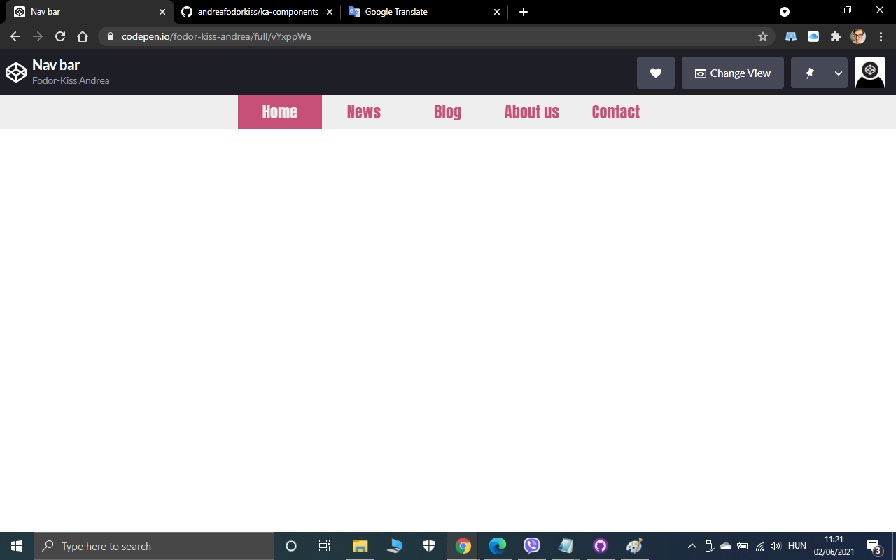 Nav bar
andreafodorkiss/ka-components
Google Translate
codepen.io/fodor-kiss-andrea/full/vYxppWa
Nav bar
Fodor-Kiss Andrea
Change View
Home News Blog About us Contact
Type here to search
HUN
11:21
02/06/2021
3